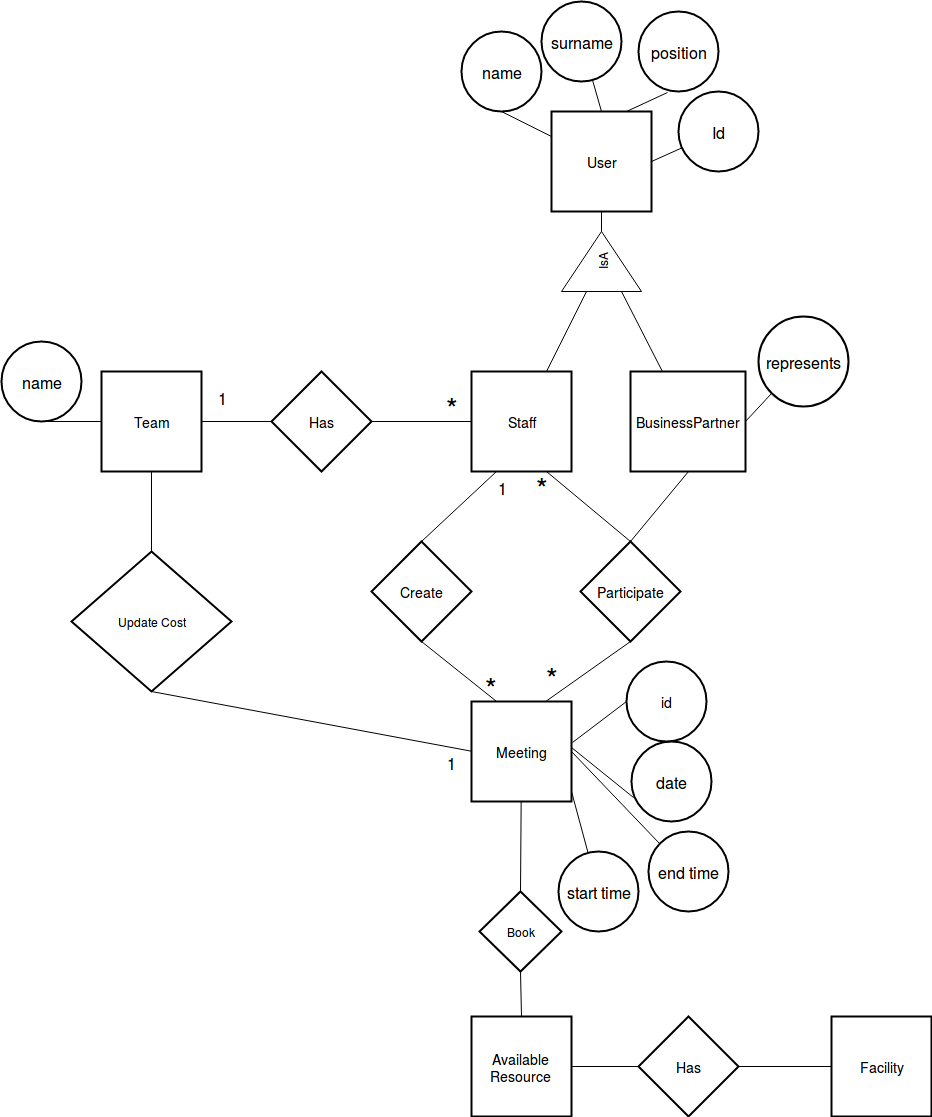 surname
position
name
Id
User
IsA
represents
name
1
*
Team
Has
Staff
BusinessPartner
1
*
Create
Participate
Update Cost
*
*
id
Meeting
1
date
end time
start time
Book
Available
Resource
Has
Facility